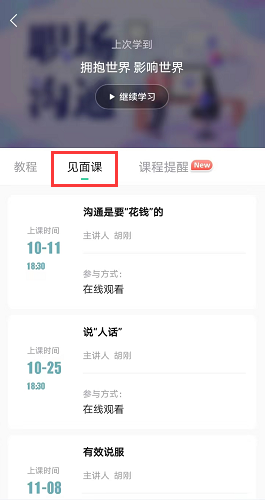 职场
沟通
上次学到
拥抱世界 影响世界
继续学习
教程
见面课
课程提醒 New
上课时间
10-11
18:30
沟通是要"花钱"的
主讲人 胡刚
参与方式：
在线观看
上课时间
10-25
18:30
说"人话"
主讲人 胡刚
参与方式：
在线观看
上课时间
11-08
有效说服
主讲人 胡刚